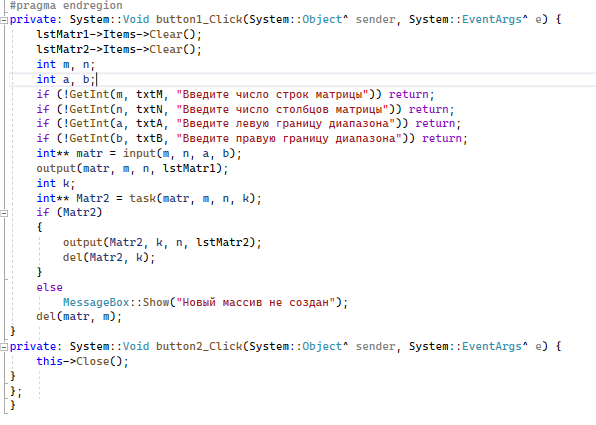 #pragma endregion
private: System::Void button1_Click(System::Object^ sender, System::EventArgs^ e) {
lstMatr1->Items->Clear();
lstMatr2->Items->Clear();
int m, n;
int a, b;
if (!GetInt(m, txtM, "Введите число строк матрицы")) return;
if (!GetInt(n, txtN, "Введите число столбцов матрицы")) return;
if (!GetInt(a, txtA, "Введите левую границу диапазона")) return;
if (!GetInt(b, txtB, "Введите правую границу диапазона")) return;
int** matr = input(m, n, a, b);
output(matr, m, n, lstMatr1);
int k;
int** Matr2 = task(matr, m, n, k);
if (Matr2)
{
output(Matr2, k, n, lstMatr2);
del(Matr2, k);
}
else
MessageBox::Show("Новый массив не создан");
del(matr, m);
}
private: System::Void button2_Click(System::Object^ sender, System::EventArgs^ e) {
this->Close();
}
};
}